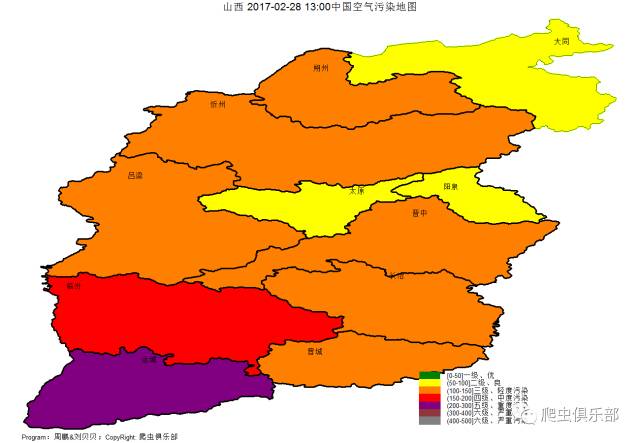 山西 2017-02-28 13:00中国空气污染地图
大同
朔州
忻州
吕梁
太原
阳泉
晋中
长治
临汾
运城
晋城
[0-50]一级、优
(50-100]二级、良
(100-150]三级、轻度污染
(150-200]四级、中度污染
(200-300]五级、重度
(300-400]六级、严重
(400-500]六级、严重污染
爬虫俱乐部
Program：周鹏&刘贝贝；CopyRight: 爬虫俱乐部